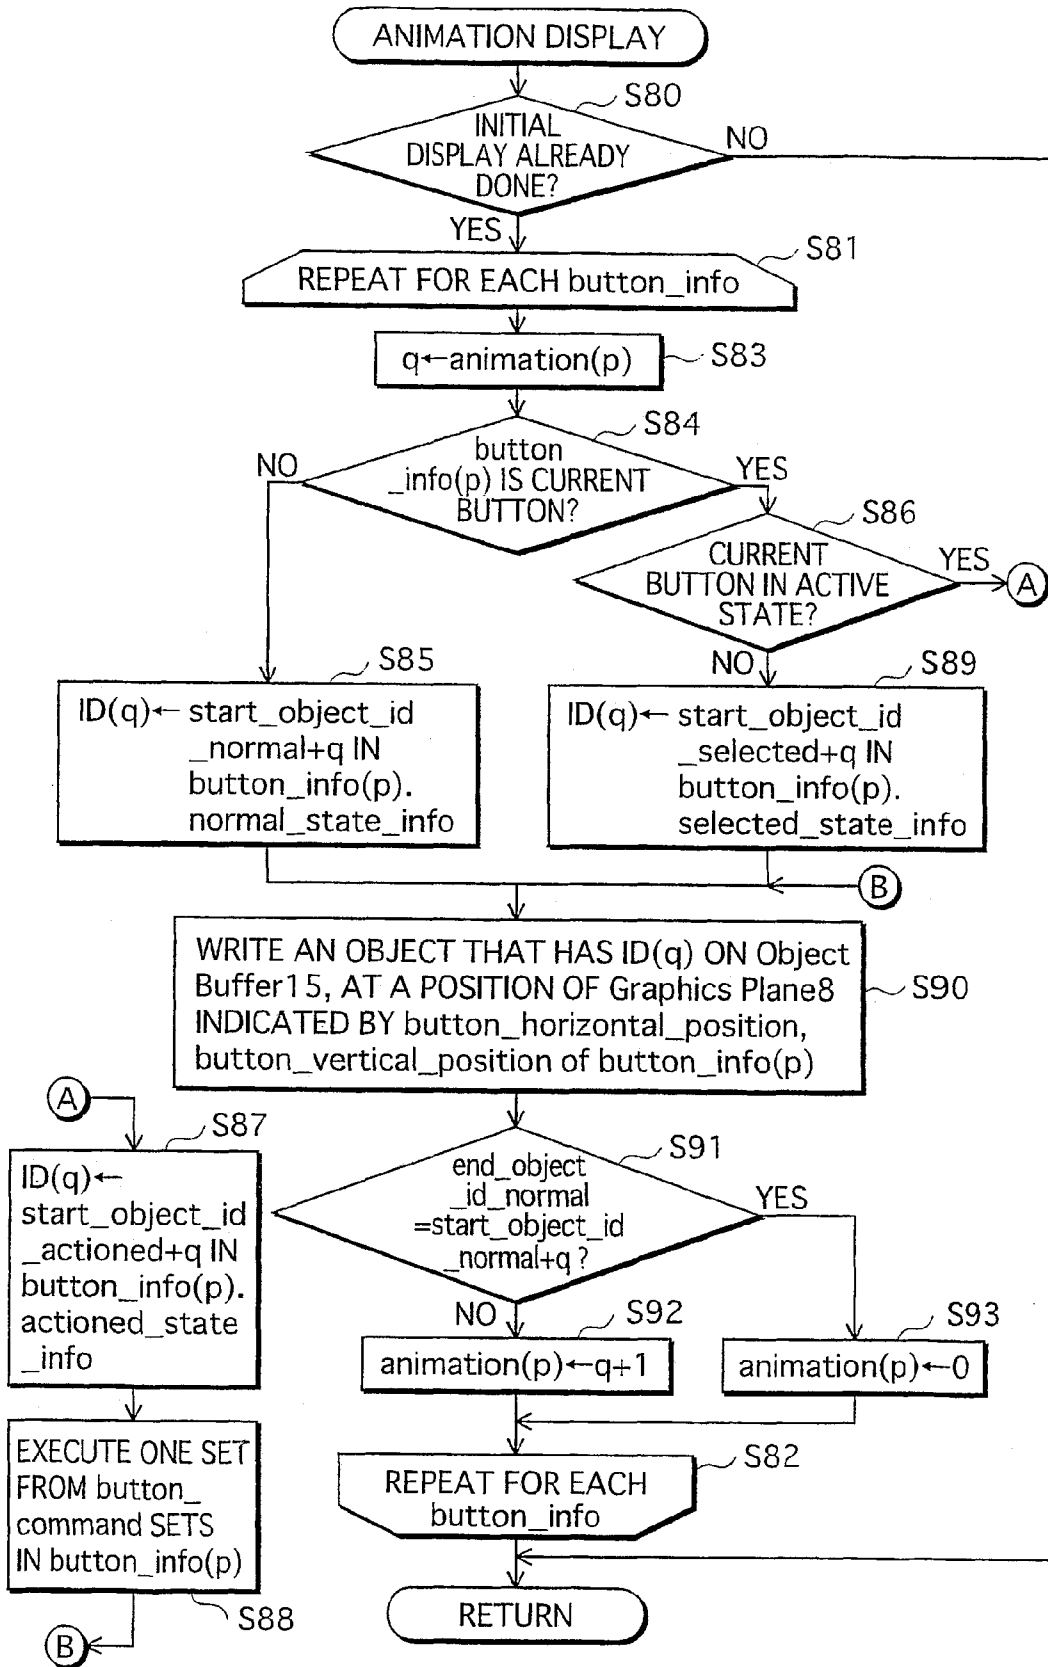 ANIMATION DISPLAY
S80
INITIAL
DISPLAY ALREADY
DONE?
NO
YES
S81
REPEAT FOR EACH button_info
q←animation(p)
S83
S84
button
_info(p) IS CURRENT
BUTTON?
NO
YES
S86
CURRENT
BUTTON IN ACTIVE
STATE?
YES
A
NO
S85
ID(q)← start_object_id
_normal+q IN
button_info(p).
normal_state_info
S89
ID(q)← start_object_id
_selected+q IN
button_info(p).
selected_state_info
B
WRITE AN OBJECT THAT HAS ID(q) ON Object
Buffer15, AT A POSITION OF Graphics Plane8
INDICATED BY button_horizontal_position,
button_vertical_position of button_info(p)
S90
A
S87
ID(q)←
start_object_id
_actioned+q IN
button_info(p).
actioned_state
_info
EXECUTE ONE SET
FROM button_
command SETS
IN button_info(p)
S88
B
S91
end_object
_id_normal
=start_object_id
_normal+q ?
YES
NO
S92
animation(p)←q+1
S93
animation(p)←0
S82
REPEAT FOR EACH
button_info
RETURN